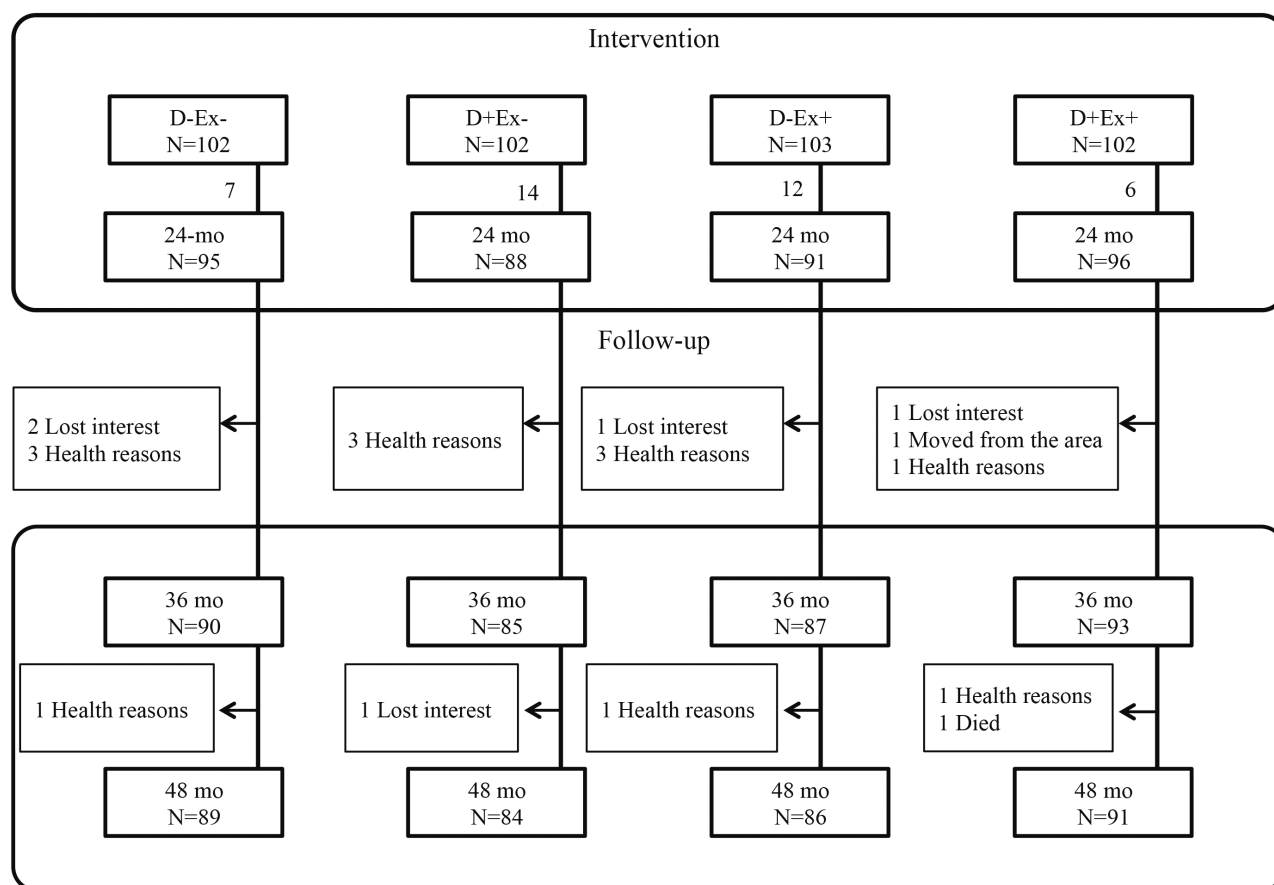 Intervention
D-Ex-
N=102
D+Ex-
N=102
D-Ex+
N=103
D+Ex+
N=102
7
14
12
6
24-mo
N=95
24 mo
N=88
24 mo
N=91
24 mo
N=96
Follow-up
2 Lost interest
3 Health reasons
3 Health reasons
1 Lost interest
3 Health reasons
1 Lost interest
1 Moved from the area
1 Health reasons
36 mo
N=90
36 mo
N=85
36 mo
N=87
36 mo
N=93
1 Health reasons
1 Lost interest
1 Health reasons
1 Health reasons
1 Died
48 mo
N=89
48 mo
N=84
48 mo
N=86
48 mo
N=91